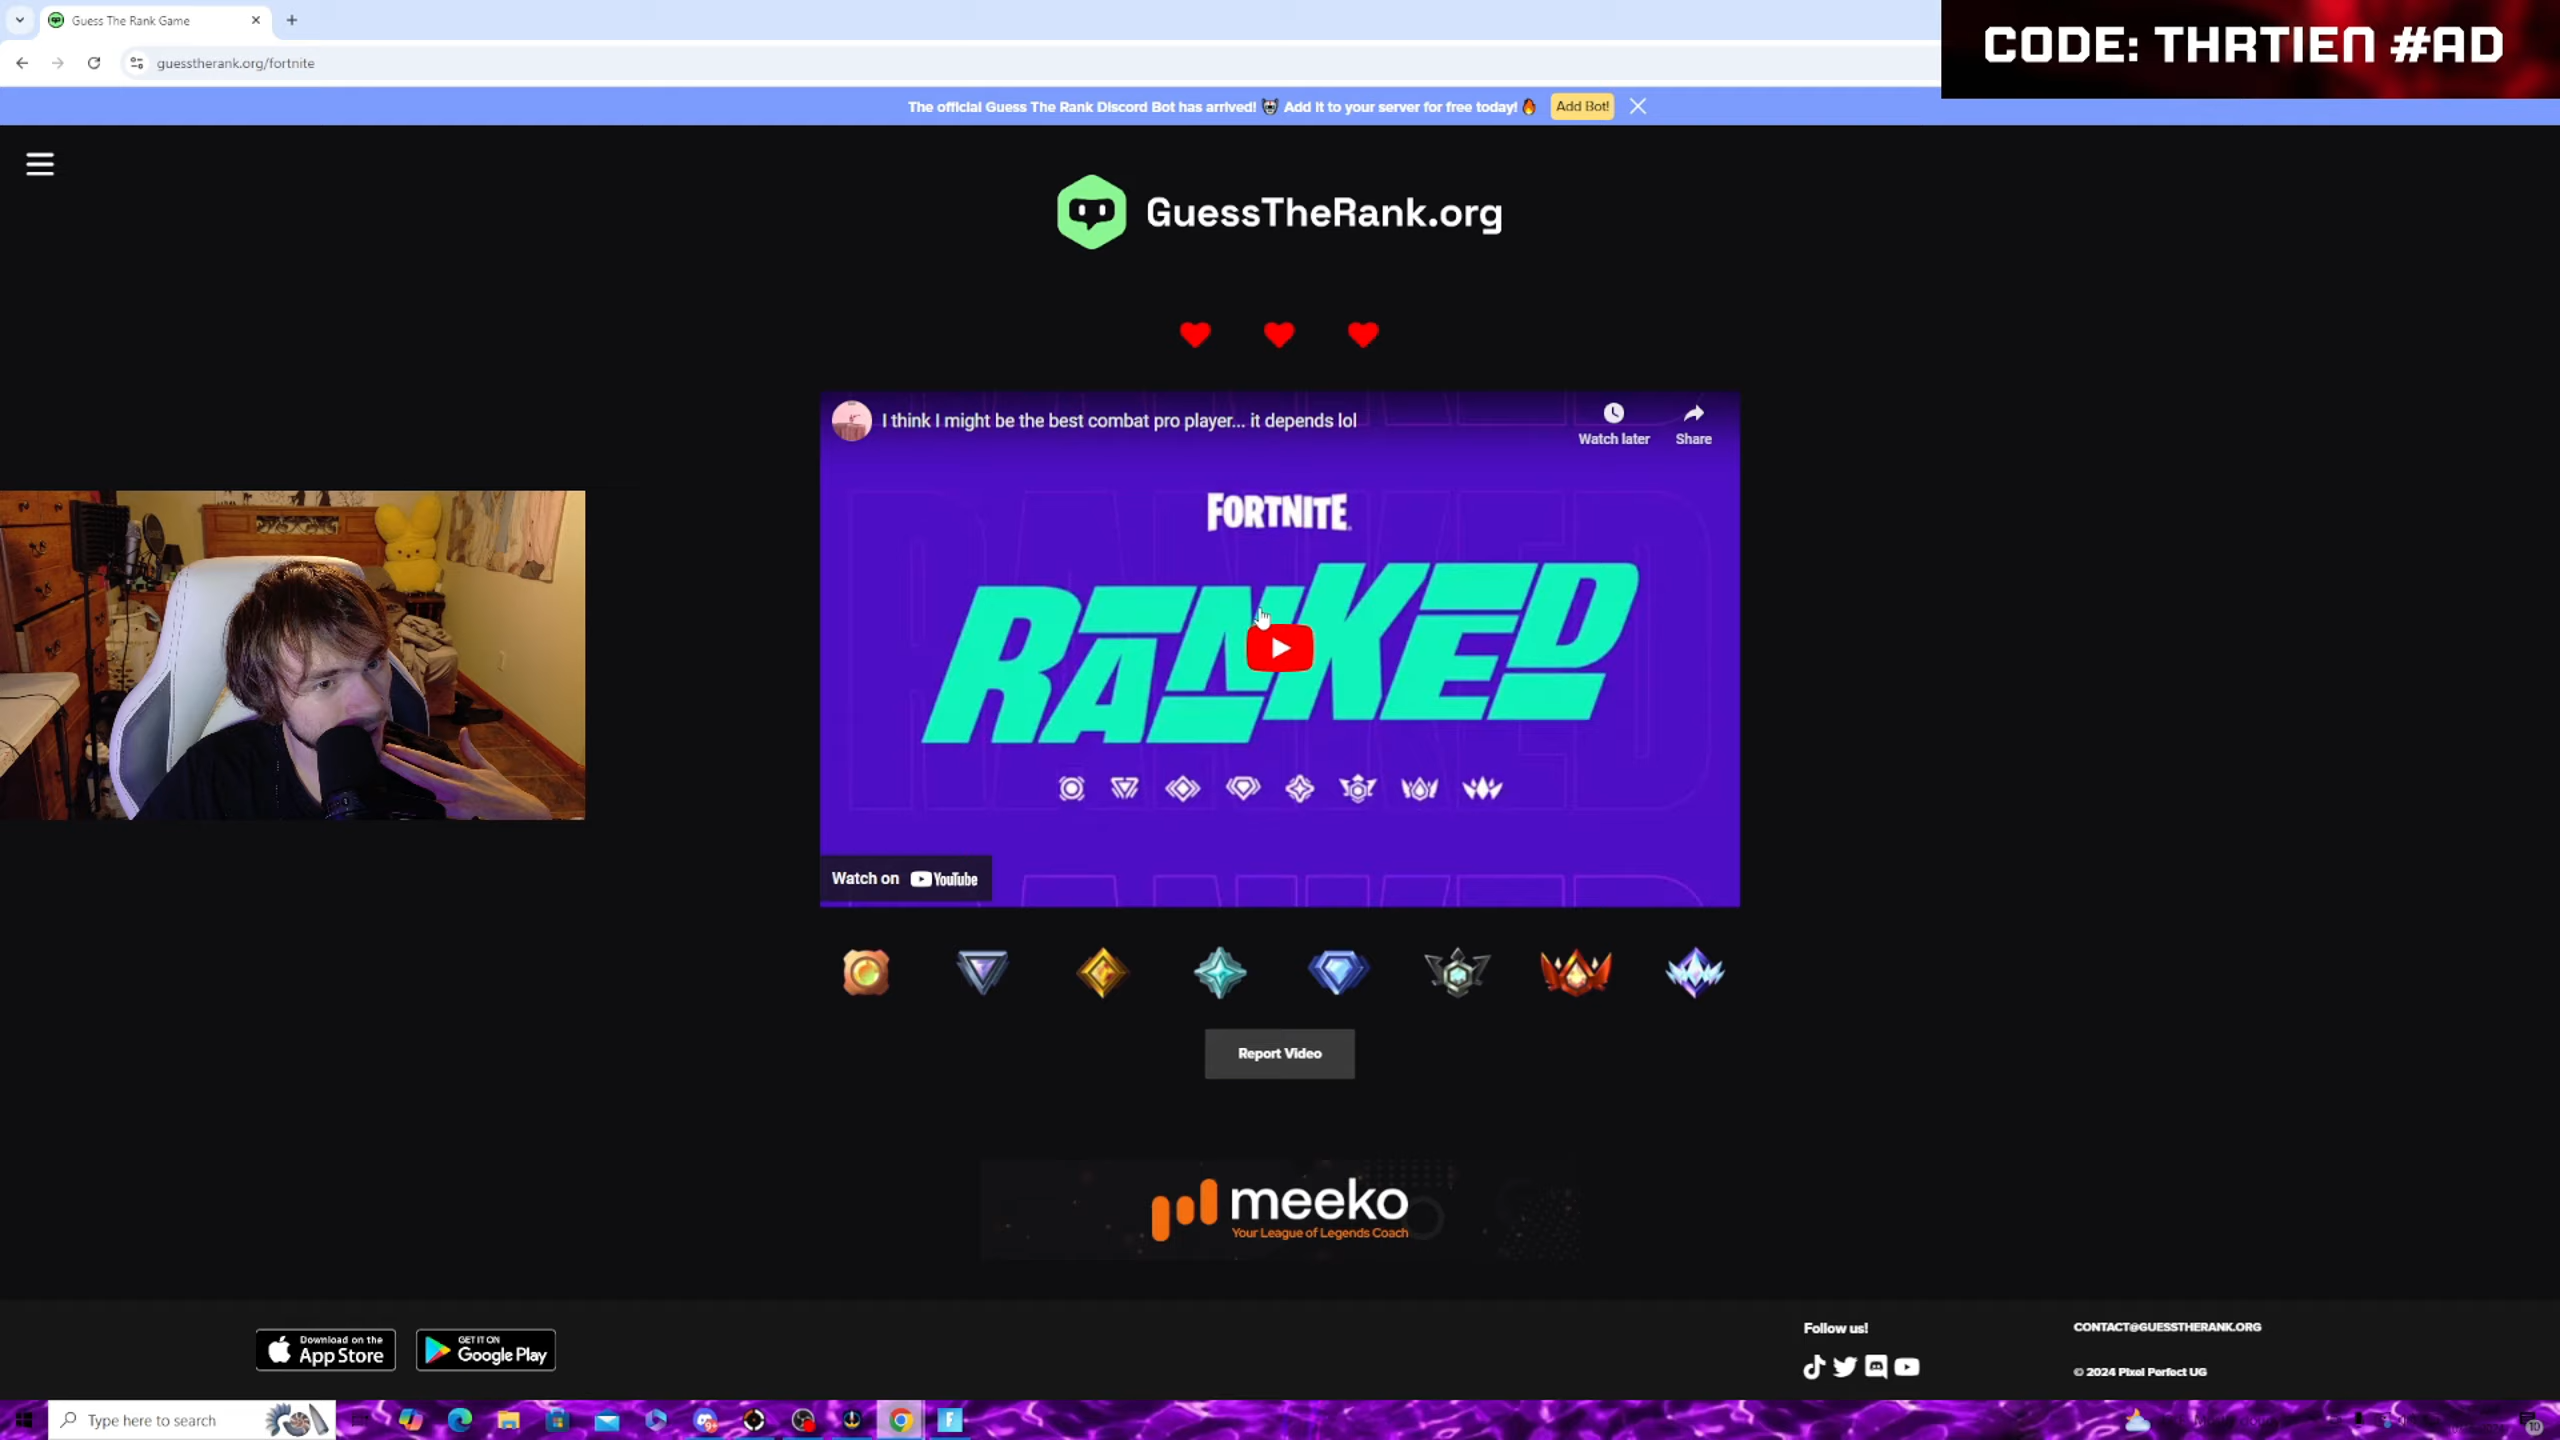 Guess The Rank Game
CODE: THRTIEN #AD
guesstherank.org/fortnite
The official Guess The Rank Discord Bot has arrived! Add it to your server for free today! Add Bot!
GuessTheRank.org
I think I might be the best combat pro player... it depends lol
Watch later
Share
FORTNITE
RANKED
Watch on YouTube
Report Video
meeko
Your League of Legends Coach
Download on the App Store
GET IT ON Google Play
Follow us!
CONTACT@GUESSTHERANK.ORG
© 2024 Pixel Perfect UG
Type here to search